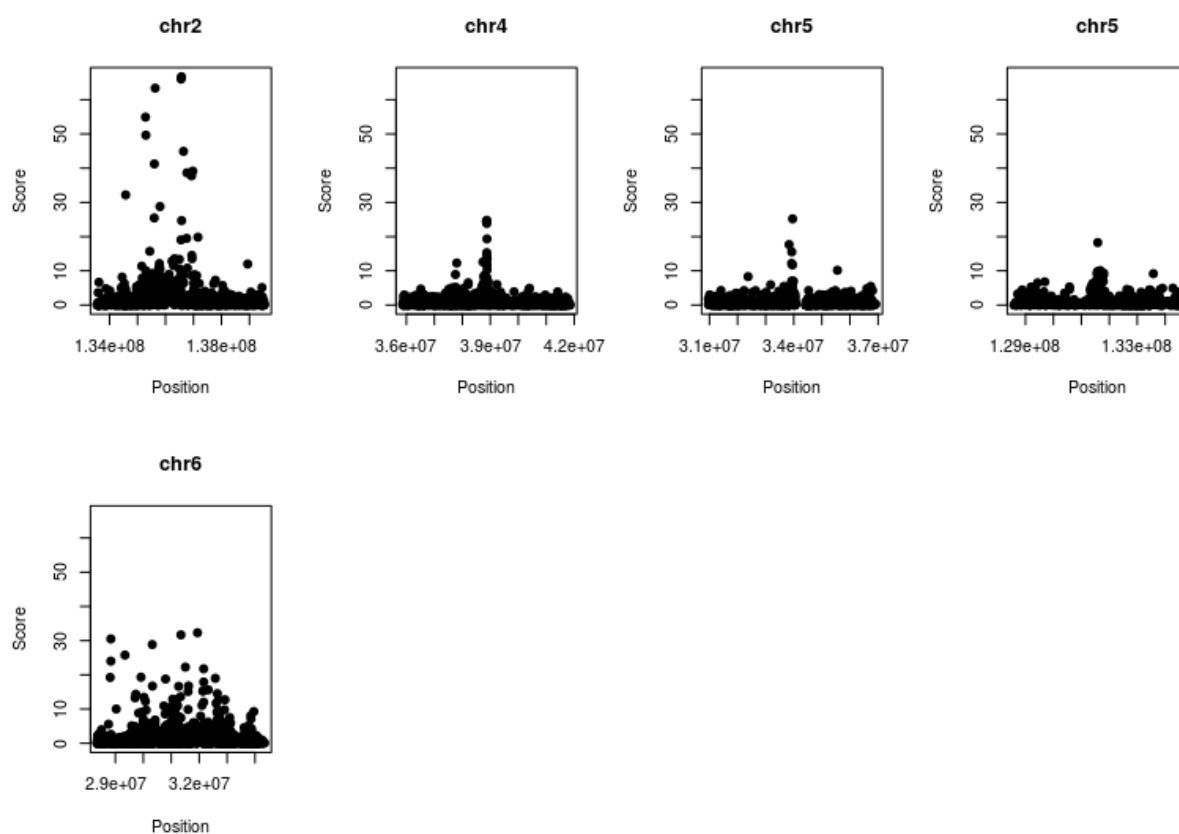 chr2
Score
0
10
30
50
1.34e+08
1.38e+08
Position
chr4
Score
0
10
30
50
3.6e+07
3.9e+07
4.2e+07
Position
chr5
Score
0
10
30
50
3.1e+07
3.4e+07
3.7e+07
Position
chr5
Score
0
10
30
50
1.29e+08
1.33e+08
Position
chr6
Score
0
10
30
50
2.9e+07
3.2e+07
Position